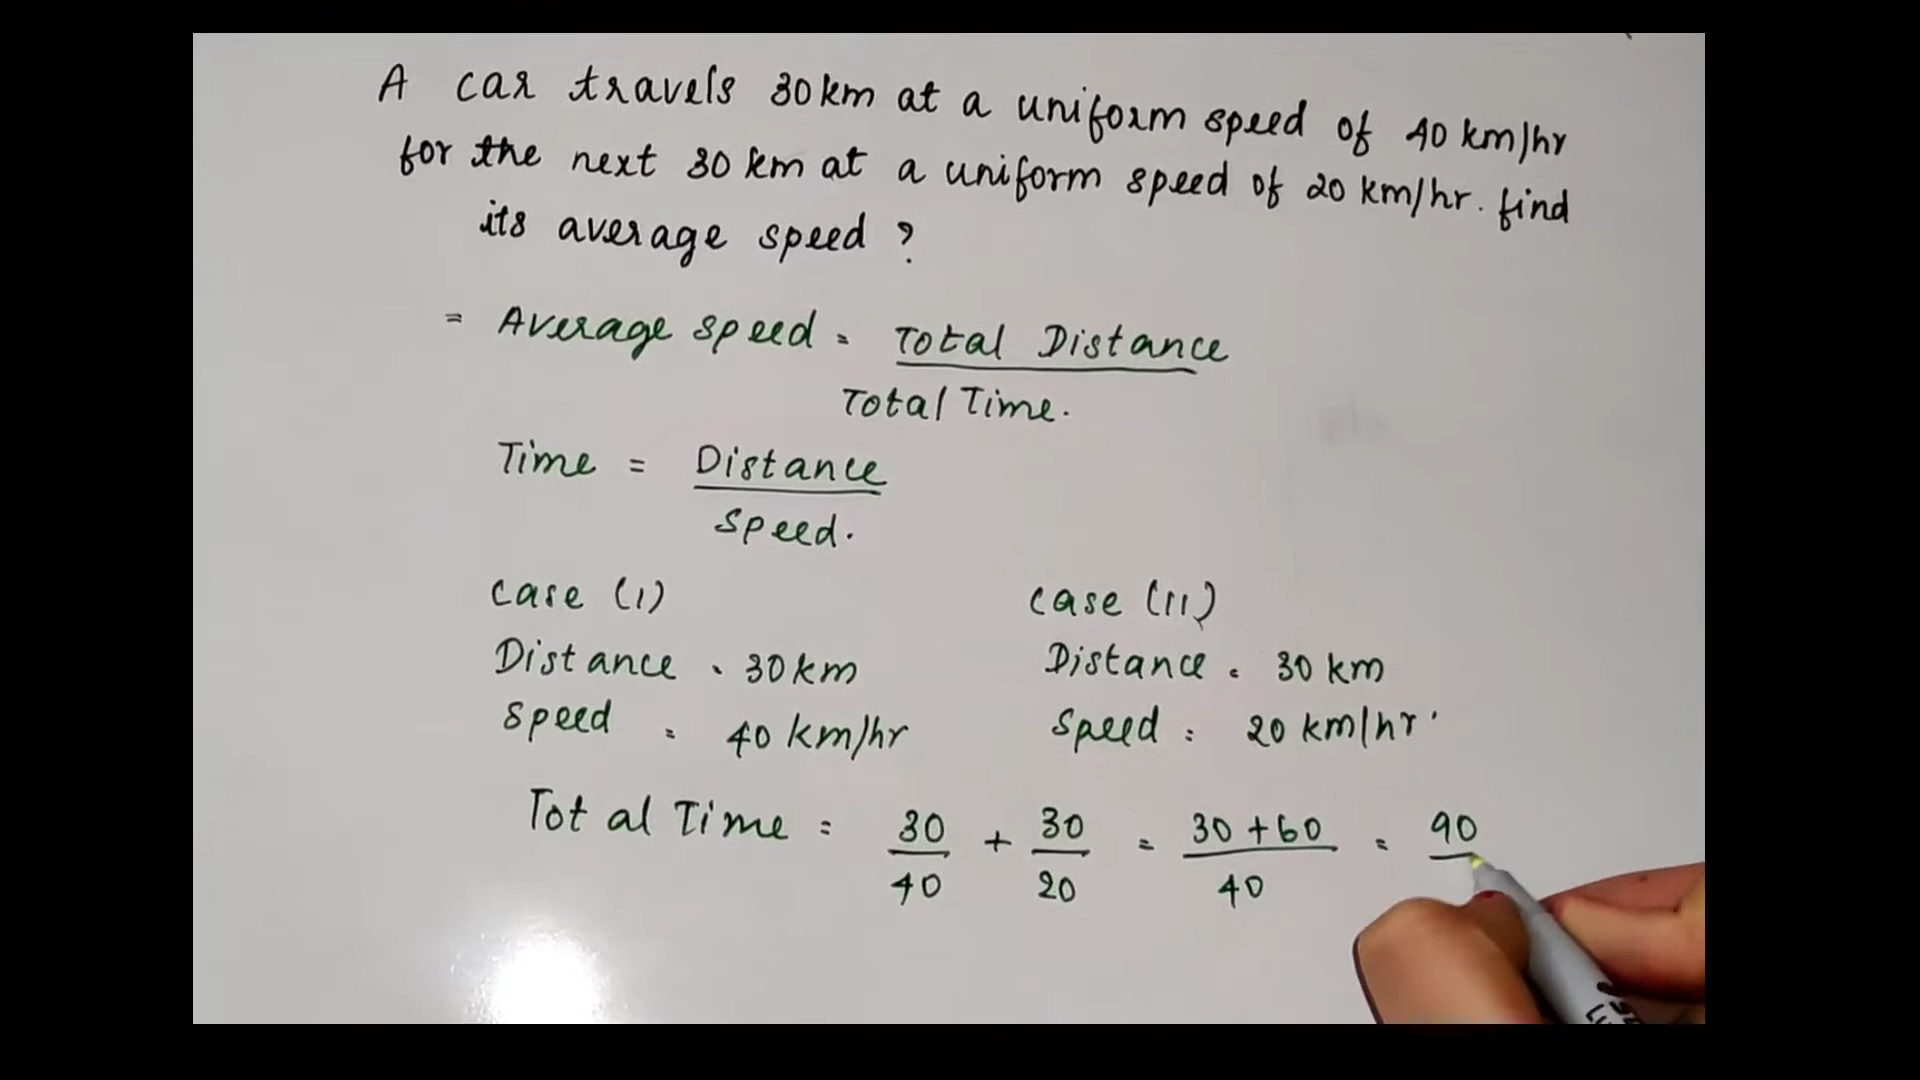 A car travels 30 km at a uniform speed of 40 km/hr
for the next 30 km at a uniform speed of 20 km/hr. find
its average speed ?
= Average speed = Total Distance
Total Time.
Time = Distance
Speed.
Case (I)
Distance = 30 km
Speed = 40 km/hr
Case (II)
Distance = 30 km
Speed = 20 km/hr.
Total Time = 30/40 + 30/20 = 30+60/40 = 90